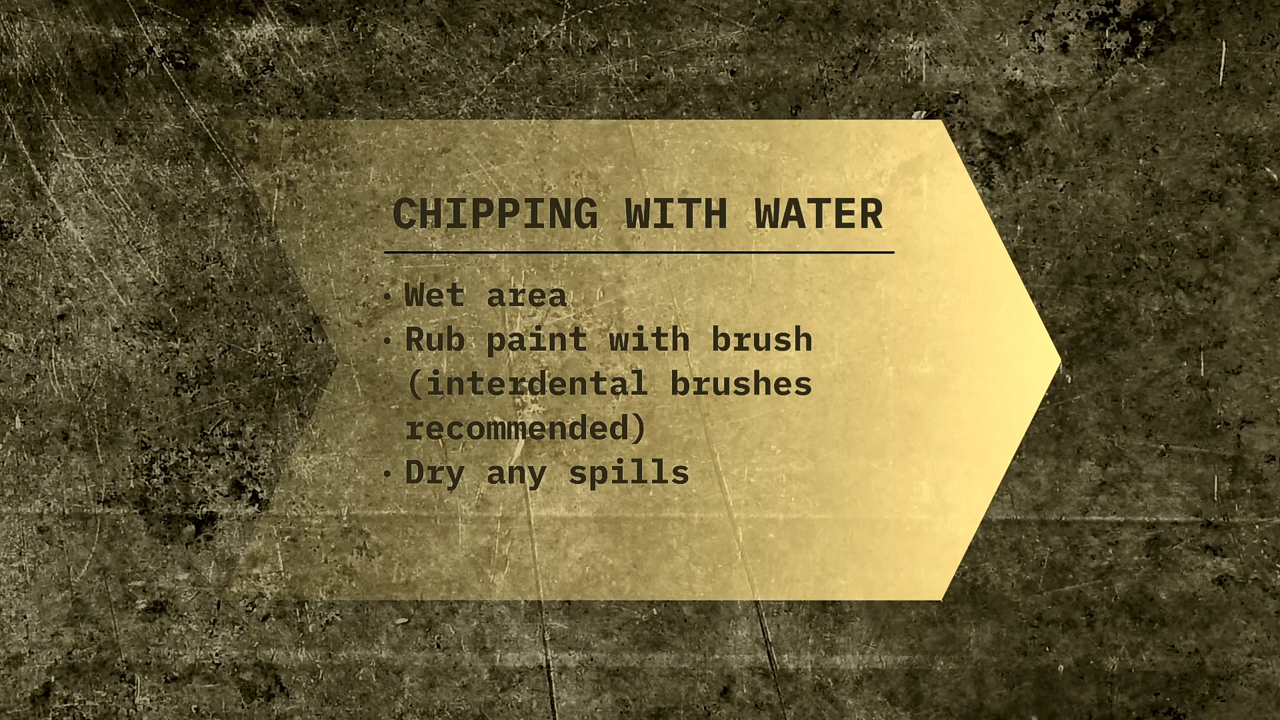 CHIPPING WITH WATER
· Wet area
· Rub paint with brush
(interdental brushes
recommended)
· Dry any spills